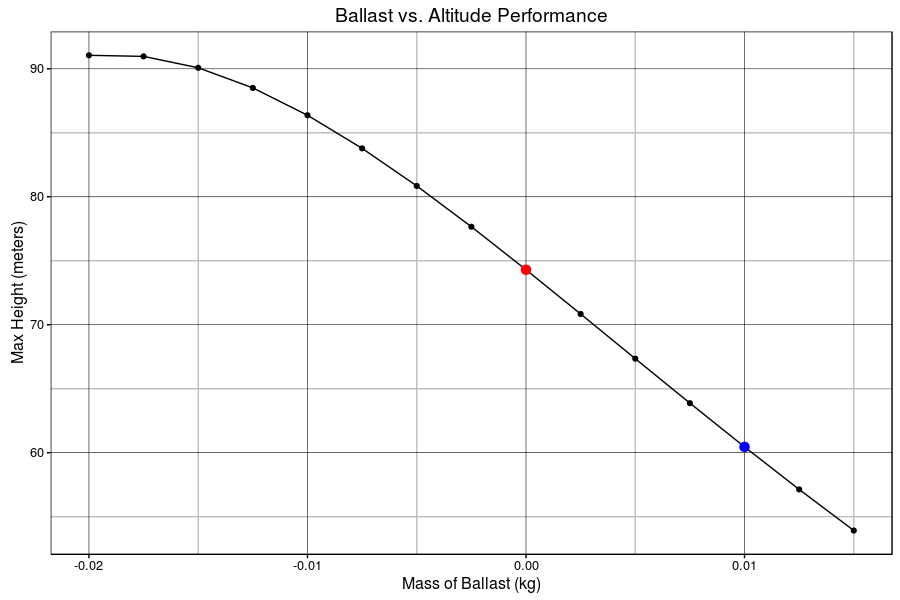 Ballast vs. Altitude Performance
Max Height (meters)
90
80
70
60
-0.02
-0.01
0.00
0.01
Mass of Ballast (kg)